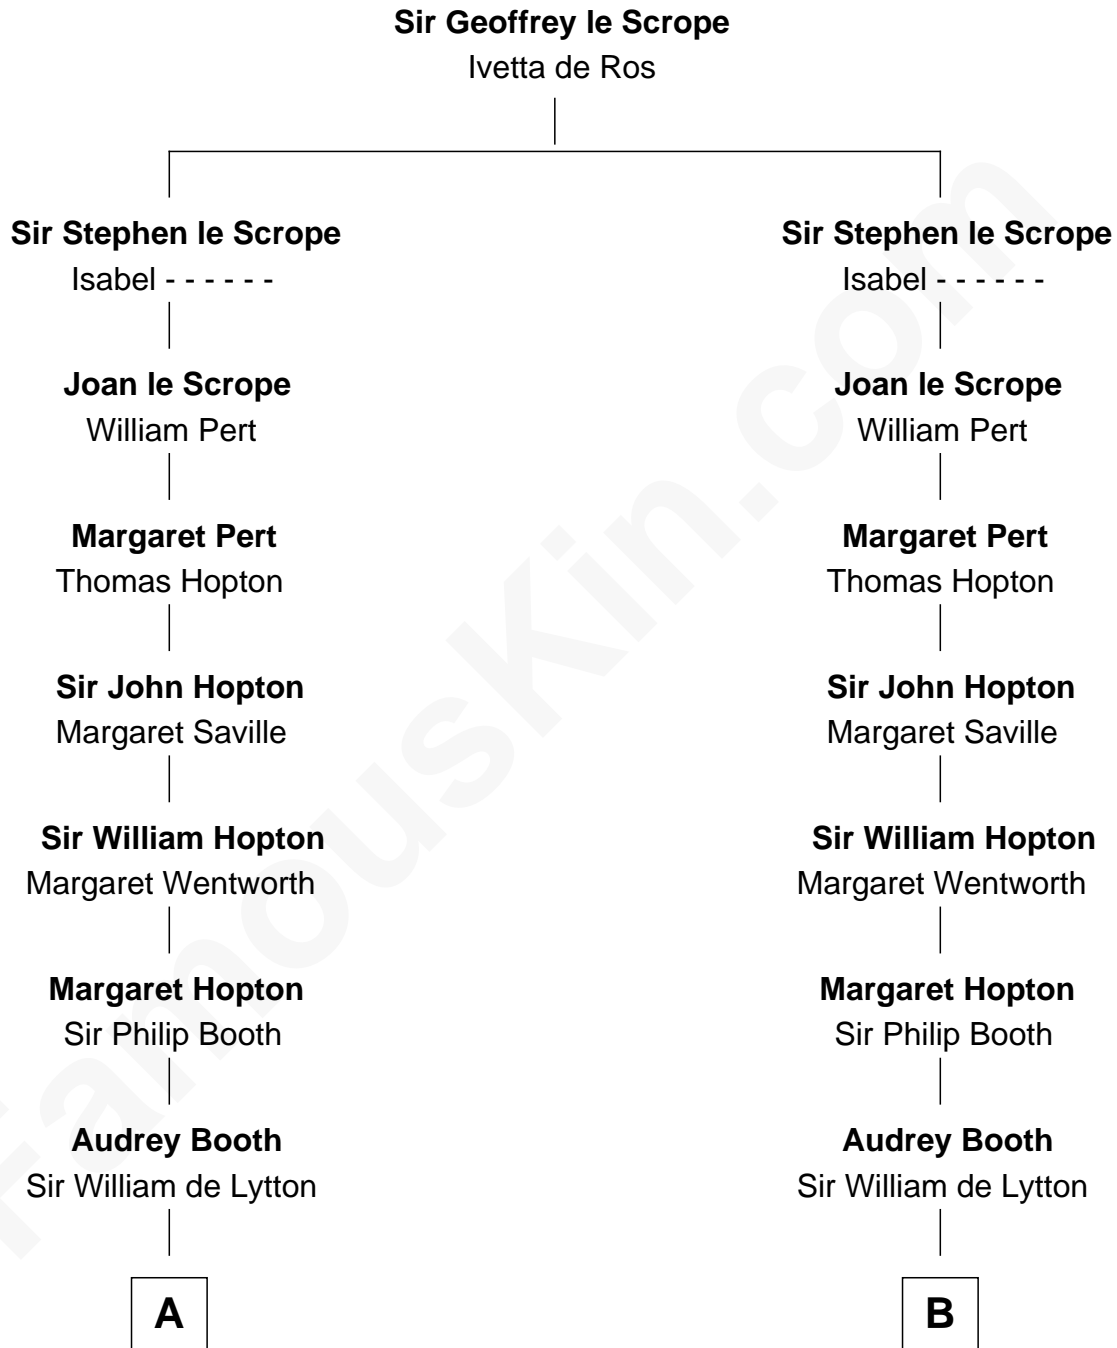 Sir Geoffrey le Scrope
Ivetta de Ros
Sir Stephen le Scrope
Isabel - - - - - -
Joan le Scrope
William Pert
Margaret Pert
Thomas Hopton
Sir John Hopton
Margaret Saville
Sir William Hopton
Margaret Wentworth
Margaret Hopton
Sir Philip Booth
Audrey Booth
Sir William de Lytton
A
Sir Stephen le Scrope
Isabel - - - - - -
Joan le Scrope
William Pert
Margaret Pert
Thomas Hopton
Sir John Hopton
Margaret Saville
Sir William Hopton
Margaret Wentworth
Margaret Hopton
Sir Philip Booth
Audrey Booth
Sir William de Lytton
B
FamousKin.com